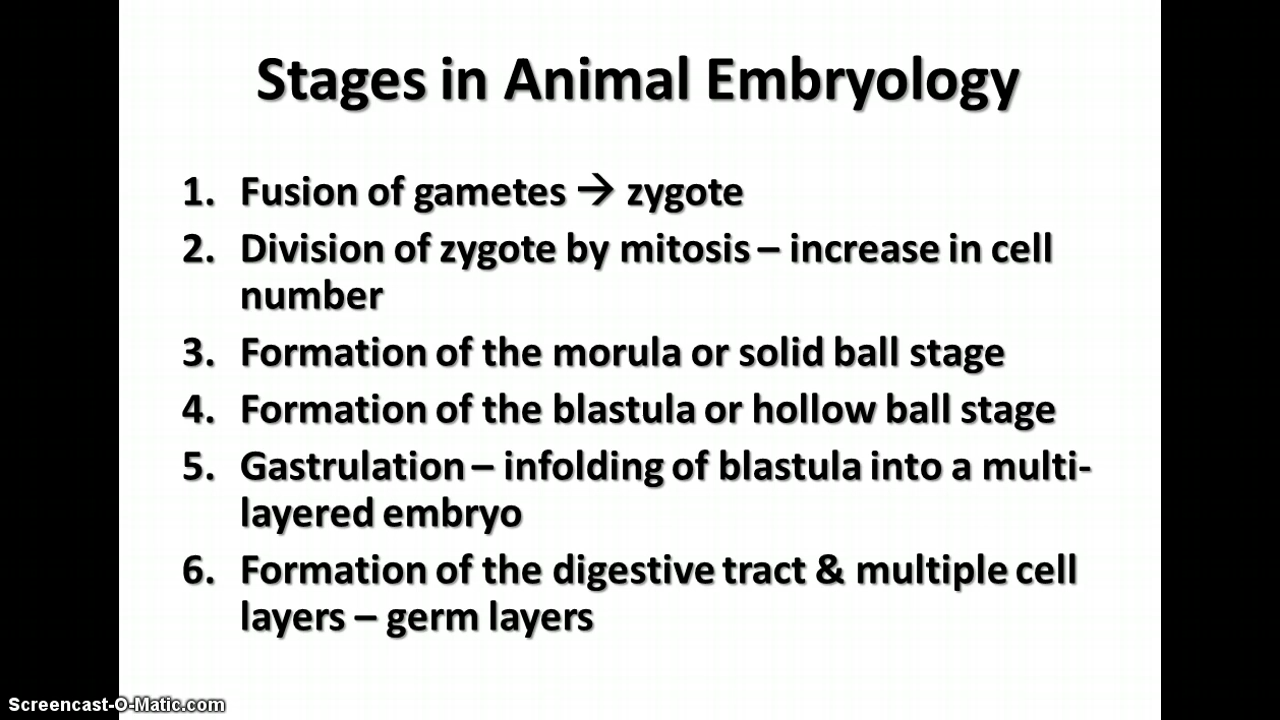 Stages in Animal Embryology
1. Fusion of gametes → zygote
2. Division of zygote by mitosis – increase in cell
number
3. Formation of the morula or solid ball stage
4. Formation of the blastula or hollow ball stage
5. Gastrulation – infolding of blastula into a multi-
layered embryo
6. Formation of the digestive tract & multiple cell
layers – germ layers
Screencast-O-Matic.com